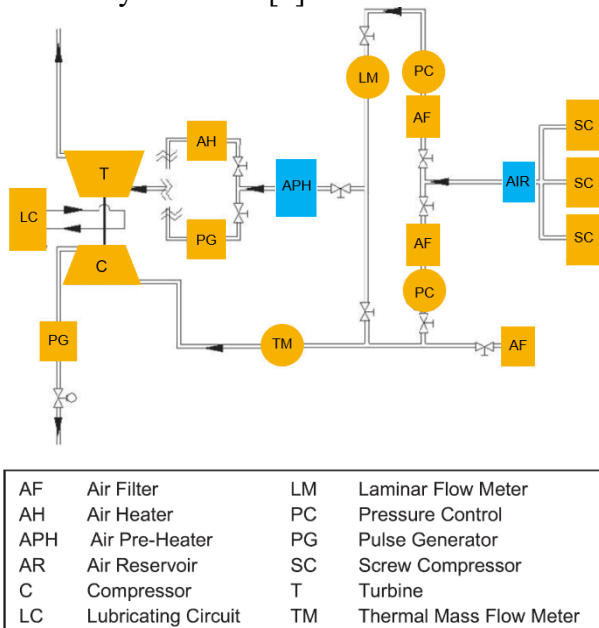 LM
PC
AF
SC
AH
T
APH
AIR
SC
LC
PG
AF
SC
C
PC
PG
TM
AF
AF Air Filter LM Laminar Flow Meter
AH Air Heater PC Pressure Control
APH Air Pre-Heater PG Pulse Generator
AR Air Reservoir SC Screw Compressor
C Compressor T Turbine
LC Lubricating Circuit TM Thermal Mass Flow Meter